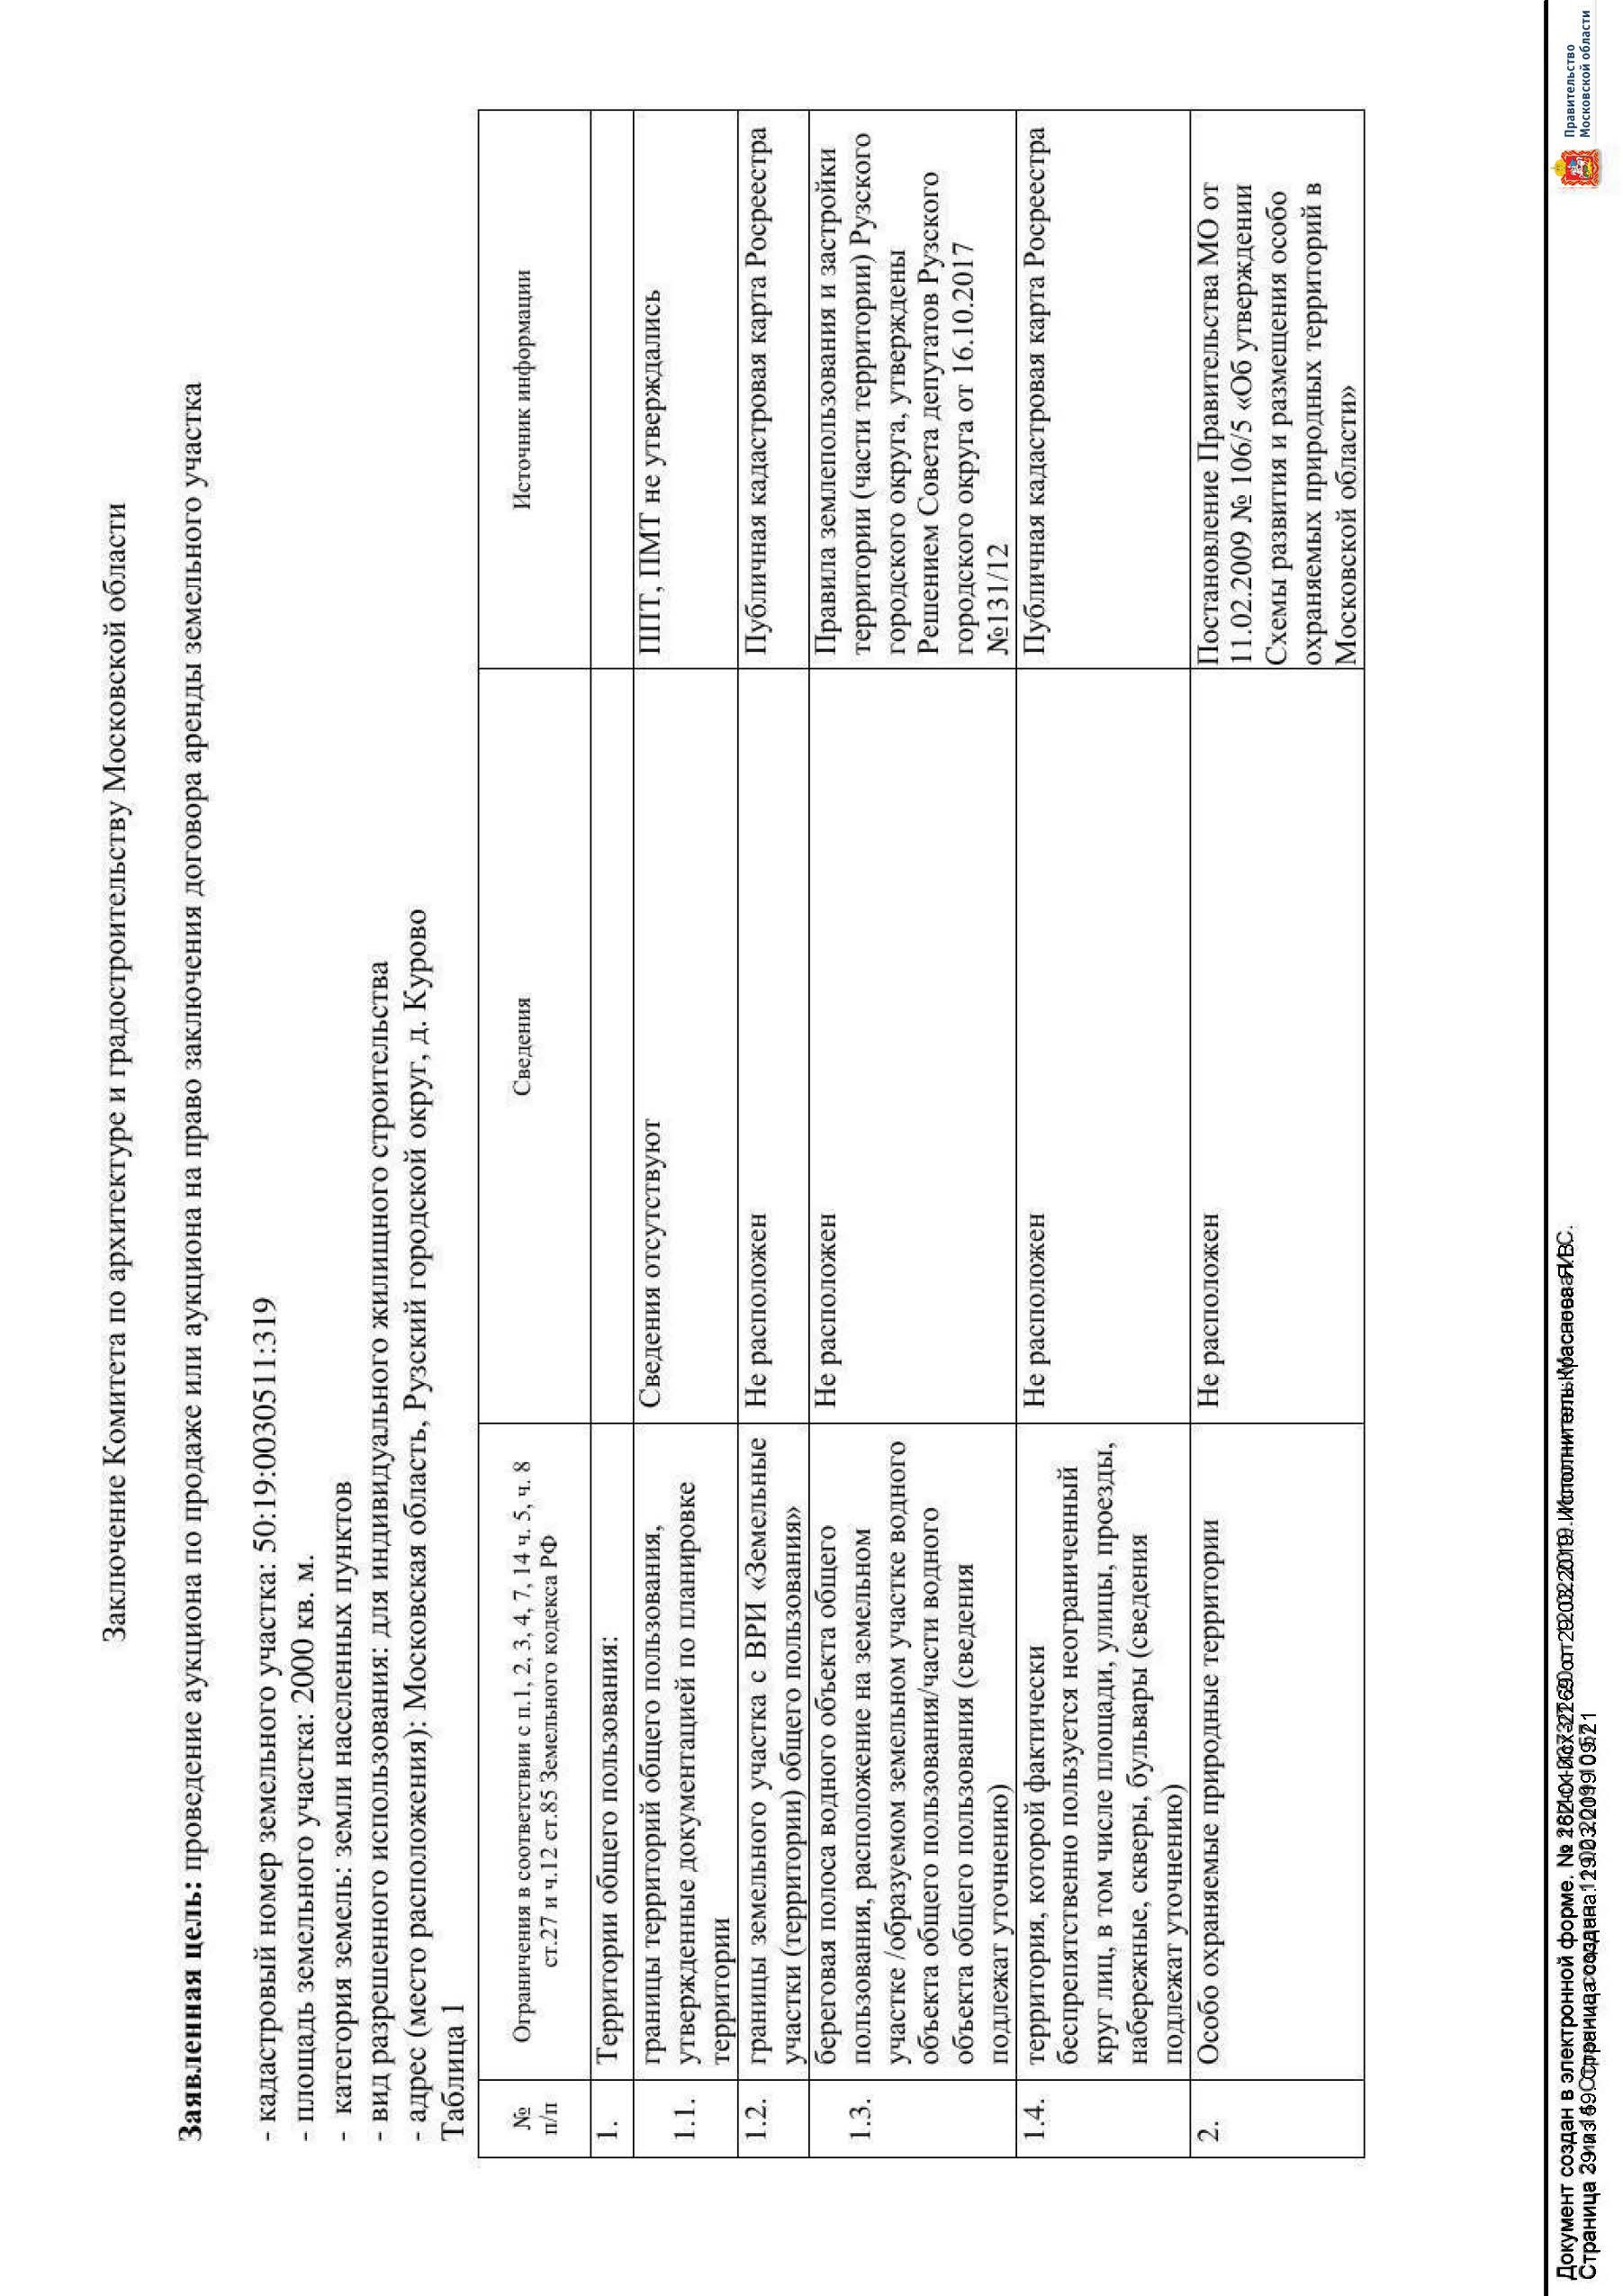 Заключение Комитета по архитектуре и градостроительству Московской области
Заявленная цель: проведение аукциона по продаже или аукциона на право заключения договора аренды земельного участка
- кадастровый номер земельного участка: 50:19:0030511:319
- площадь земельного участка: 2000 кв. м.
- категория земель: земли населенных пунктов
- вид разрешенного использования: для индивидуального жилищного строительства
- адрес (место расположения): Московская область, Рузский городской округ, д. Курово
Таблица 1
№
п/п
Ограничения в соответствии с п.1, 2, 3, 4, 7, 14 ч. 5, ч. 8
ст.27 и ч.12 ст.85 Земельного кодекса РФ
Сведения
Источник информации
1.
Территории общего пользования:
1.1.
границы территорий общего пользования,
утвержденные документацией по планировке
территории
Сведения отсутствуют
ППТ, ПМТ не утверждались
1.2.
границы земельного участка с ВРИ «Земельные
участки (территории) общего пользования»
Не расположен
Публичная кадастровая карта Росреестра
1.3.
береговая полоса водного объекта общего
пользования, расположение на земельном
участке /образуемом земельном участке водного
объекта общего пользования/части водного
объекта общего пользования (сведения
подлежат уточнению)
Не расположен
Правила землепользования и застройки
территории (части территории) Рузского
городского округа, утверждены
Решением Совета депутатов Рузского
городского округа от 16.10.2017
№131/12
1.4.
территория, которой фактически
беспрепятственно пользуется неограниченный
круг лиц, в том числе площади, улицы, проезды,
набережные, скверы, бульвары (сведения
подлежат уточнению)
Не расположен
Публичная кадастровая карта Росреестра
2.
Особо охраняемые природные территории
Не расположен
Постановление Правительства МО от
11.02.2009 № 106/5 «Об утверждении
Схемы развития и размещения особо
охраняемых природных территорий в
Московской области»
Документ создан в электронной форме. №
Страница
Правительство
Московской области